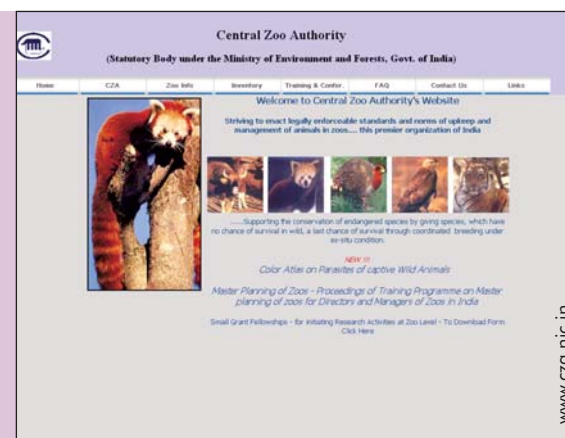 Central Zoo Authority
(Statutory Body under the Ministry of Environment and Forests, Govt. of India)
Home CZA Zoo Info Inventory Training & Confer. FAQ Contact Us Links
Welcome to Central Zoo Authority's Website
Striving to enact legally enforceable standards and norms of upkeep and
management of animals in zoos.... this premier organization of India
......Supporting the conservation of endangered species by giving species, which have
no chance of survival in wild, a last chance of survival through coordinated breeding under
ex-situ condition.
NEW !!!
Color Atlas on Parasites of captive Wild Animals
Master Planning of Zoos - Proceedings of Training Programme on Master
planning of zoos for Directors and Managers of Zoos in India
Small Grant Fellowships - for initiating Research Activities at Zoo Level - To Download Form
Click Here
www.cza.nic.in